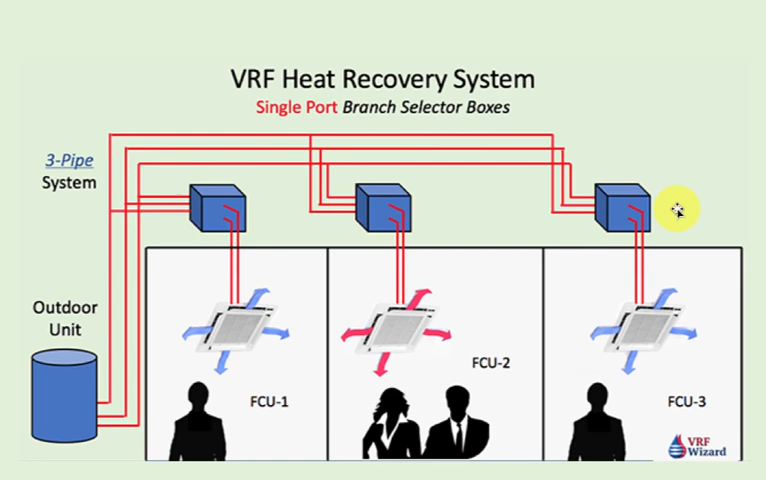 VRF Heat Recovery System
Single Port Branch Selector Boxes
3-Pipe
System
Outdoor
Unit
FCU-1
FCU-2
FCU-3
VRF
Wizard